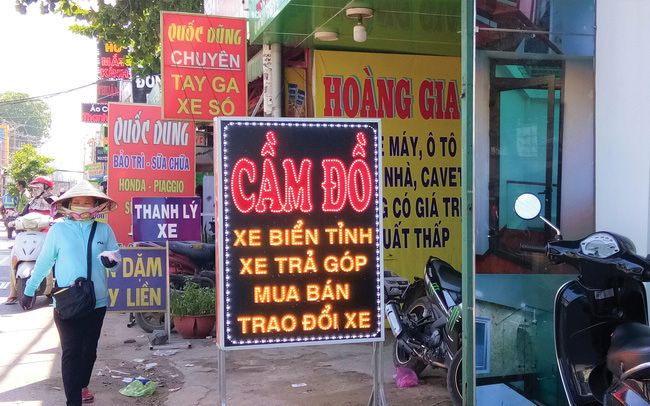 QUỐC DŨNG
CHUYÊN
TAY GA
XE SỐ
QUỐC DŨNG
BẢO TRÌ - SỬA CHỮA
HONDA - PIAGGIO
THANH LÝ
XE
DẶM
LIỀN
CẦM ĐỒ
XE BIỂN TỈNH
XE TRẢ GÓP
MUA BÁN
TRAO ĐỔI XE
HOÀNG GIA
MÁY, Ô TÔ
NHÀ, CAVET
CÓ GIÁ TR
UẤT THẤP